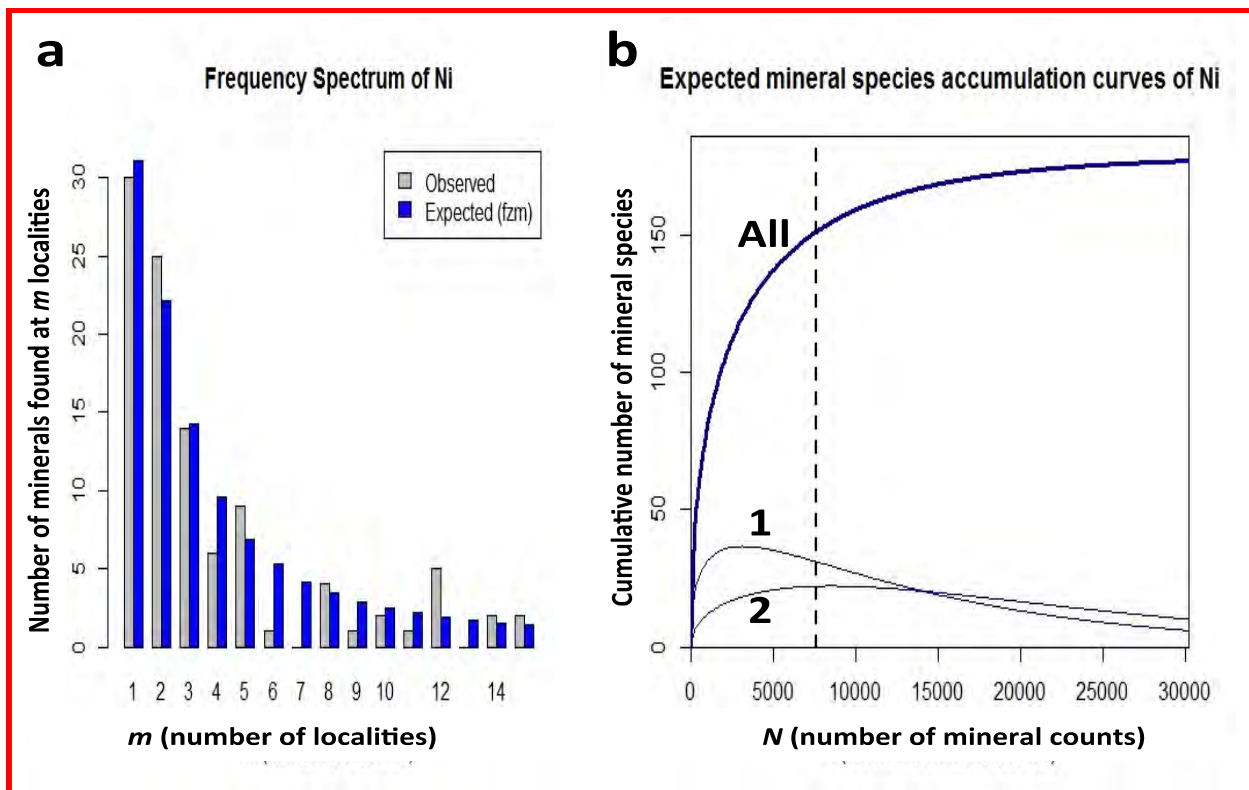 a
Frequency Spectrum of Ni
Number of minerals found at m localities
30
25
20
15
10
5
0
Observed
Expected (fzm)
1 2 3 4 5 6 7 8 9 10 12 14
m (number of localities)
b
Expected mineral species accumulation curves of Ni
Cumulative number of mineral species
150
100
50
0
All
1
2
0 5000 10000 15000 20000 25000 30000
N (number of mineral counts)